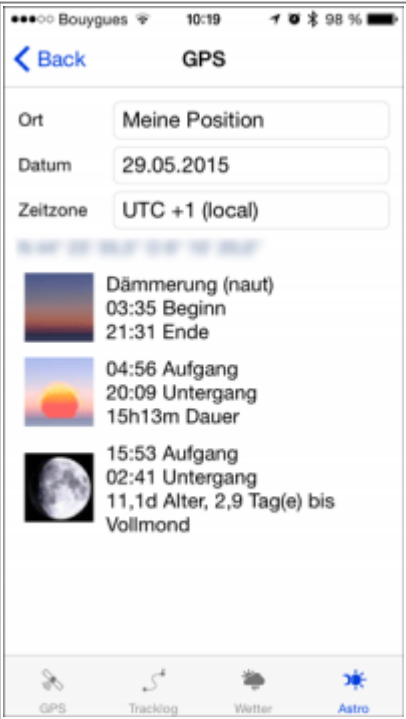 Bouygues 10:19 98 %
Back GPS
Ort Meine Position
Datum 29.05.2015
Zeitzone UTC +1 (local)
Dämmerung (naut)
03:35 Beginn
21:31 Ende
04:56 Aufgang
20:09 Untergang
15h13m Dauer
15:53 Aufgang
02:41 Untergang
11,1d Alter, 2,9 Tag(e) bis
Vollmond
GPS Tracklog Wetter Astro